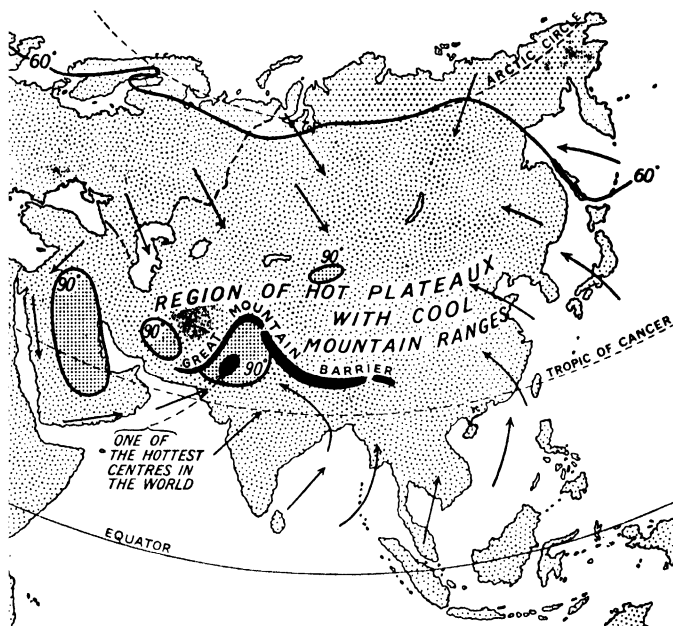 60°
ARCTIC CIRCLE
60°
90°
90°
REGION OF HOT PLATEAUX
WITH COOL
MOUNTAIN RANGES
90°
GREAT MOUNTAIN BARRIER
90°
TROPIC OF CANCER
ONE OF
THE HOTTEST
CENTRES IN
THE WORLD
EQUATOR